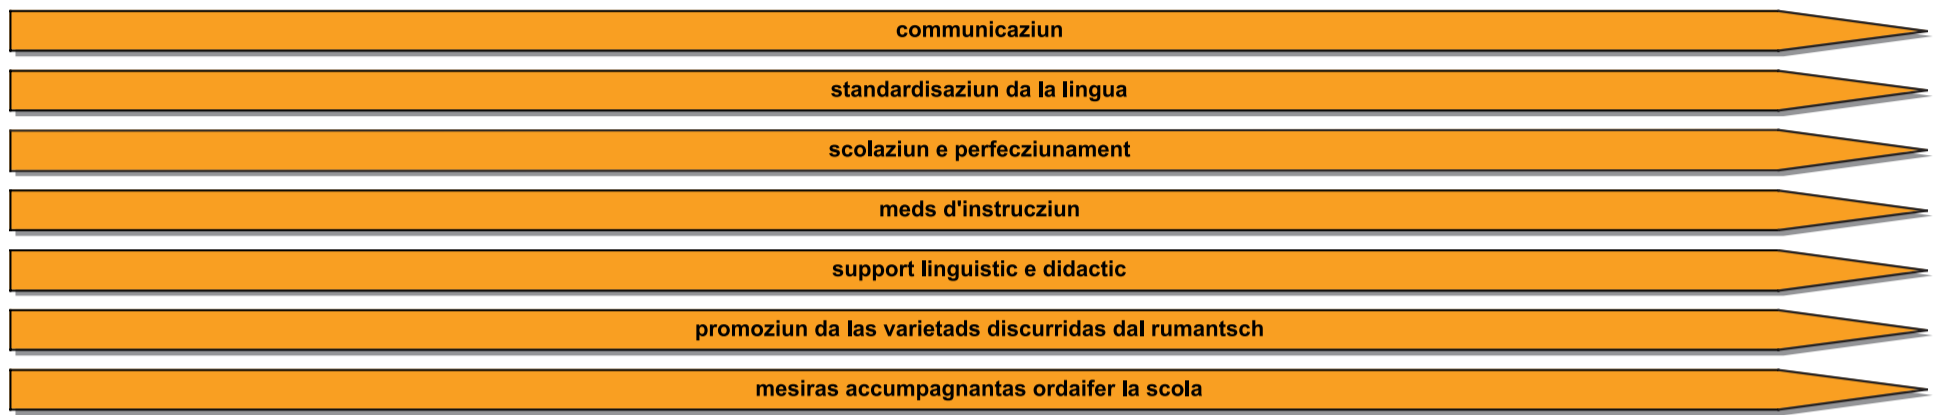 communicaziun
standardisaziun da la lingua
scolaziun e perfecziunament
meds d'instrucziun
support linguistic e didactic
promoziun da las varietads discurridas dal rumantsch
mesiras accumpagnantas ordaifer la scola